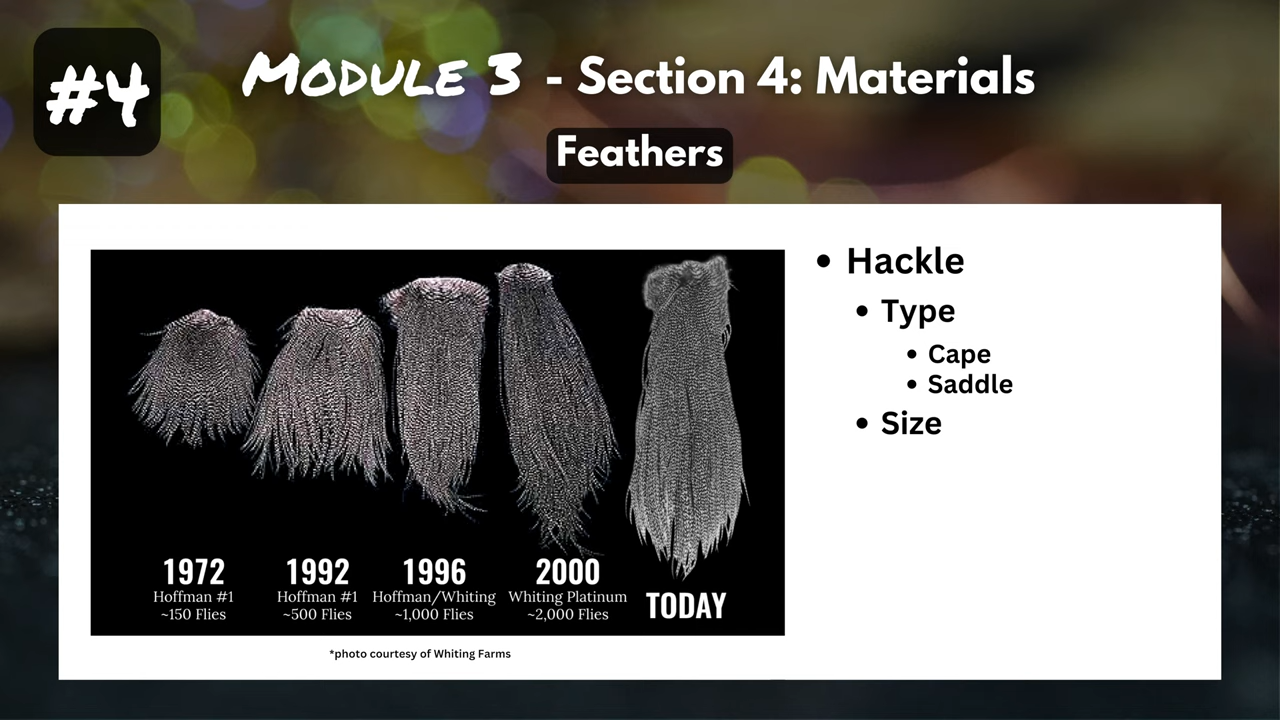 #4
Module 3 - Section 4: Materials
Feathers
• Hackle
• Type
• Cape
• Saddle
• Size
1972
Hoffman #1
~150 Flies
1992
Hoffman #1
~500 Flies
1996
Hoffman/Whiting
~1,000 Flies
2000
Whiting Platinum
~2,000 Flies
TODAY
*photo courtesy of Whiting Farms